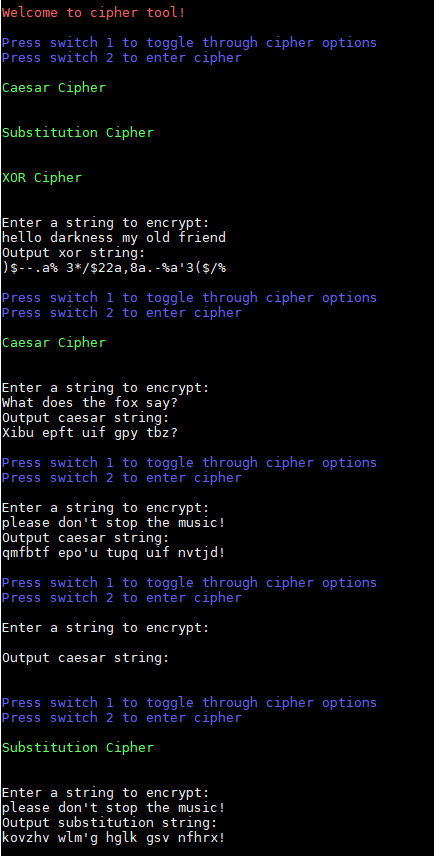 Welcome to cipher tool!
Press switch 1 to toggle through cipher options
Press switch 2 to enter cipher
Caesar Cipher
Substitution Cipher
XOR Cipher
Enter a string to encrypt:
hello darkness my old friend
Output xor string:
)$--.a% 3*/$22a,8a.-%a'3($/%
Press switch 1 to toggle through cipher options
Press switch 2 to enter cipher
Caesar Cipher
Enter a string to encrypt:
What does the fox say?
Output caesar string:
Xibu epft uif gpy tbz?
Press switch 1 to toggle through cipher options
Press switch 2 to enter cipher
Enter a string to encrypt:
please don't stop the music!
Output caesar string:
qmfbtf epo'u tupq uif nvtjd!
Press switch 1 to toggle through cipher options
Press switch 2 to enter cipher
Enter a string to encrypt:
Output caesar string:
Press switch 1 to toggle through cipher options
Press switch 2 to enter cipher
Substitution Cipher
Enter a string to encrypt:
please don't stop the music!
Output substitution string:
kovzhv wlm'g hglk gsv nfhrx!